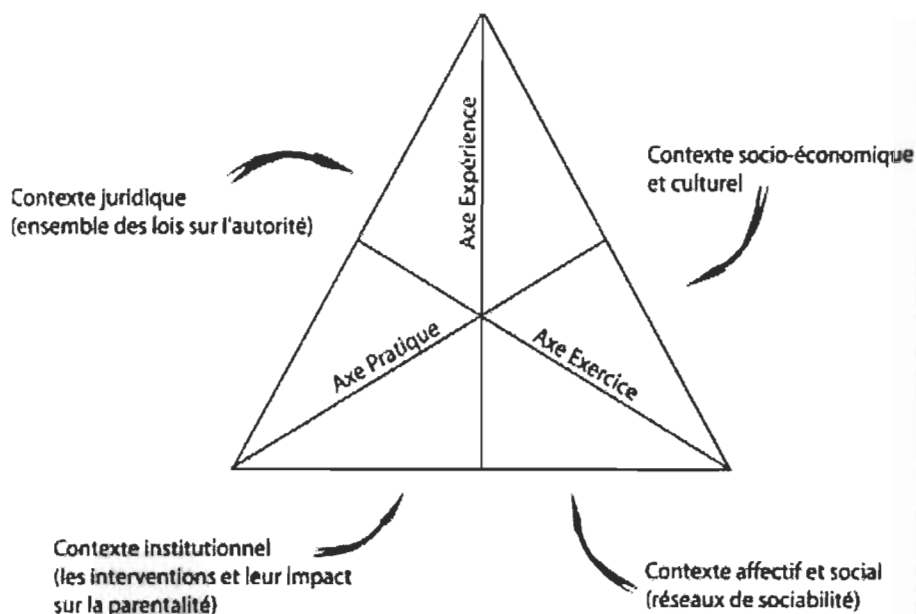 Axe Expérience
Contexte socio-économique
et culturel
Contexte juridique
(ensemble des lois sur l'autorité)
Axe Pratique
Axe Exercice
Contexte institutionnel
(les interventions et leur impact
sur la parentalité)
Contexte affectif et social
(réseaux de sociabilité)